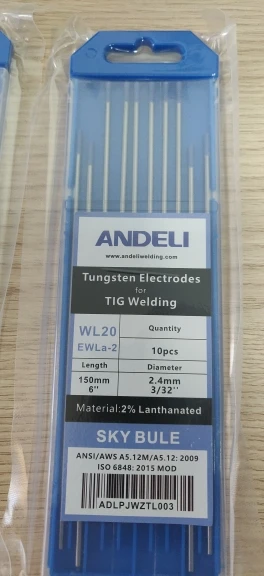 ANDELI
www.andeliwelding.com
Tungsten Electrodes
for
TIG Welding
WL20
EWLa-2
Quantity
10pcs
Length
150mm
6''
Diameter
2.4mm
3/32''
Material:2% Lanthanated
SKY BULE
ANSI/AWS A5.12M/A5.12: 2009
ISO 6848: 2015 MOD
ADLPJWZTL003